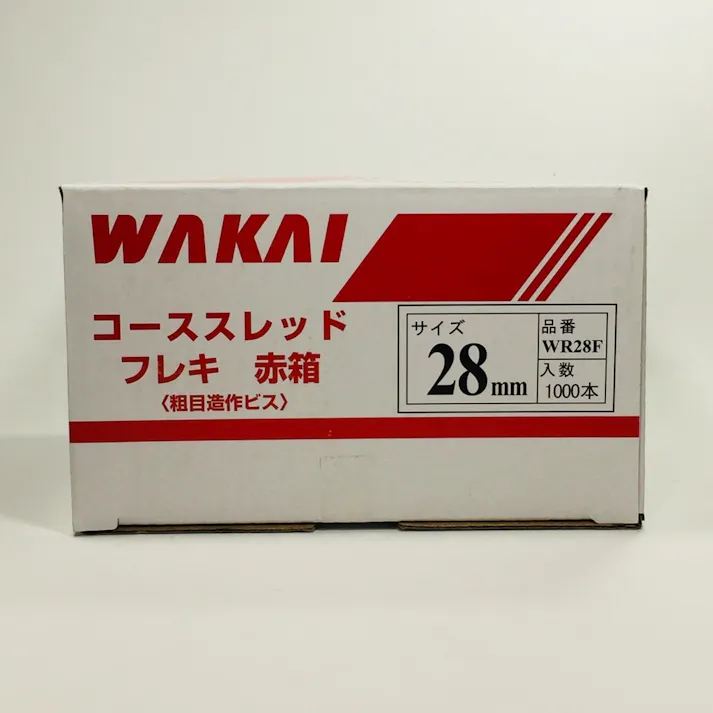 WAKAI
コーススレッド
フレキ 赤箱
〈粗目造作ビス〉
サイズ
28mm
品番
WR28F
入数
1000本